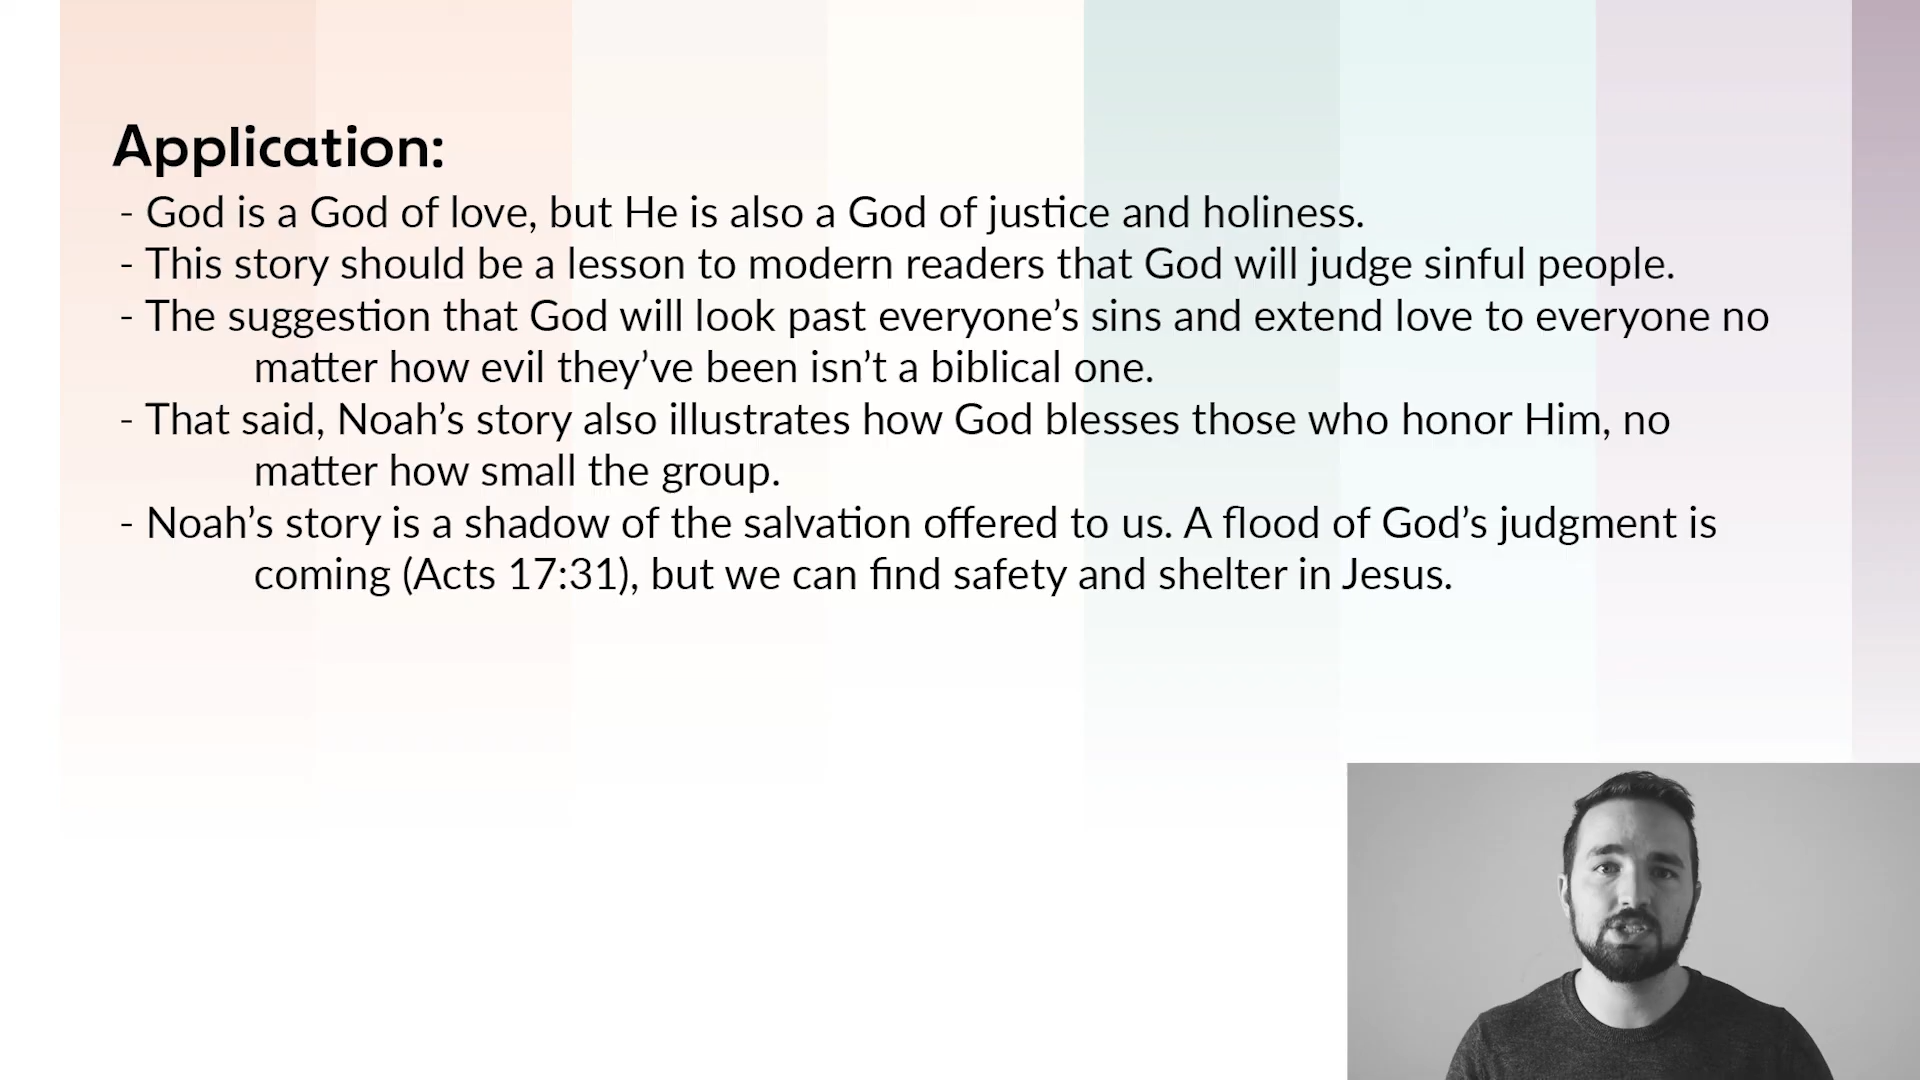 Application:
- God is a God of love, but He is also a God of justice and holiness.
- This story should be a lesson to modern readers that God will judge sinful people.
- The suggestion that God will look past everyone’s sins and extend love to everyone no
matter how evil they’ve been isn’t a biblical one.
- That said, Noah’s story also illustrates how God blesses those who honor Him, no
matter how small the group.
- Noah’s story is a shadow of the salvation offered to us. A flood of God’s judgment is
coming (Acts 17:31), but we can find safety and shelter in Jesus.